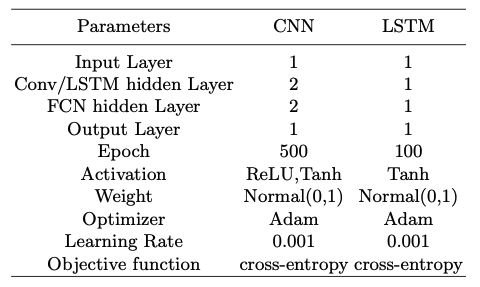 Parameters CNN LSTM
Input Layer 1 1
Conv/LSTM hidden Layer 2 1
FCN hidden Layer 2 1
Output Layer 1 1
Epoch 500 100
Activation ReLU,Tanh Tanh
Weight Normal(0,1) Normal(0,1)
Optimizer Adam Adam
Learning Rate 0.001 0.001
Objective function cross-entropy cross-entropy